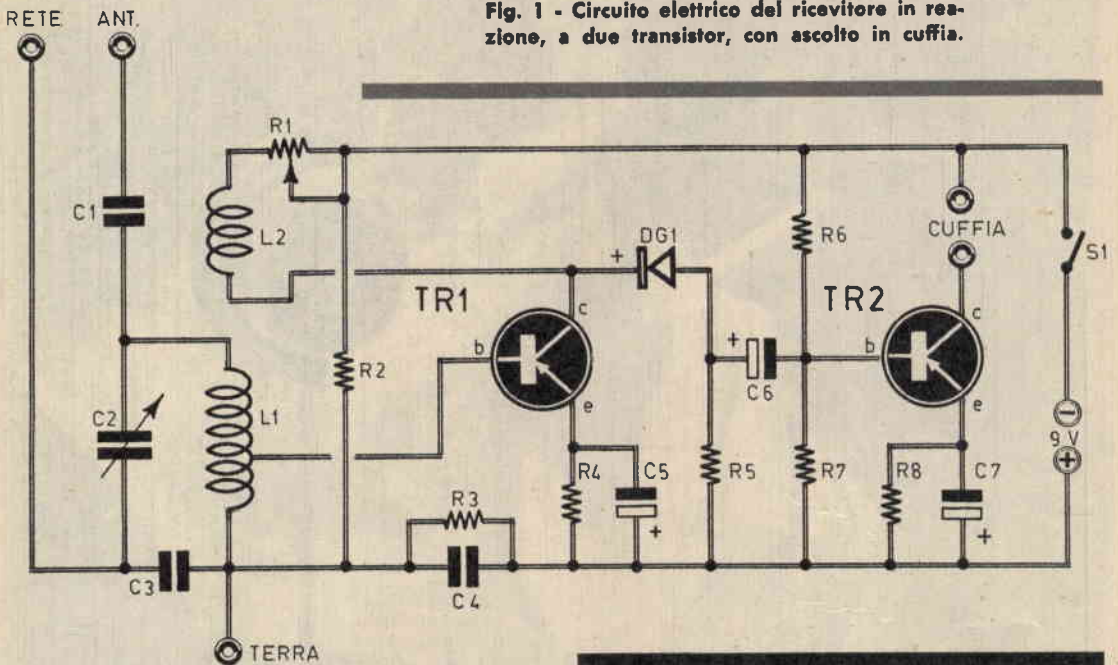 RETE ANT.
Fig. 1 - Circuito elettrico del ricevitore in rea-
zione, a due transistor, con ascolto in cuffia.
R1
C1
L2
DG1
R6
CUFFIA
S1
TR1
TR2
c
c
b
b
R2
C6
e
e
C2
L1
R4
C5
R5
R7
R8
C7
9 V
R3
C3
C4
TERRA
+
+
+
+
−
+